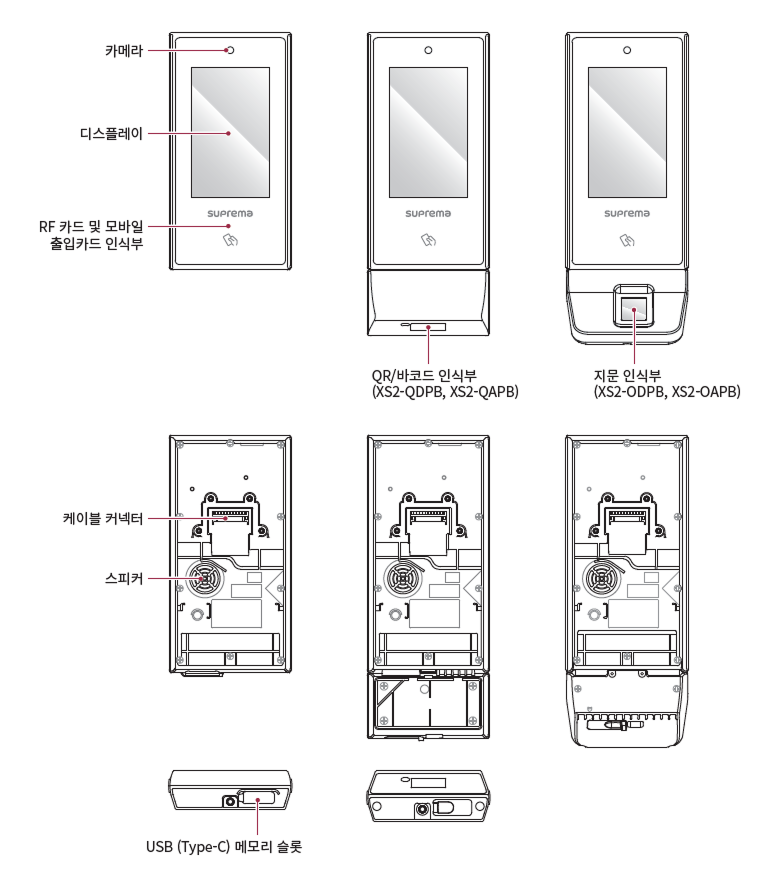 카메라
디스플레이
suprema
suprema
suprema
RF 카드 및 모바일
출입카드 인식부
QR/바코드 인식부
(XS2-QDPB, XS2-QAPB)
지문 인식부
(XS2-ODPB, XS2-OAPB)
케이블 커넥터
스피커
USB (Type-C) 메모리 슬롯